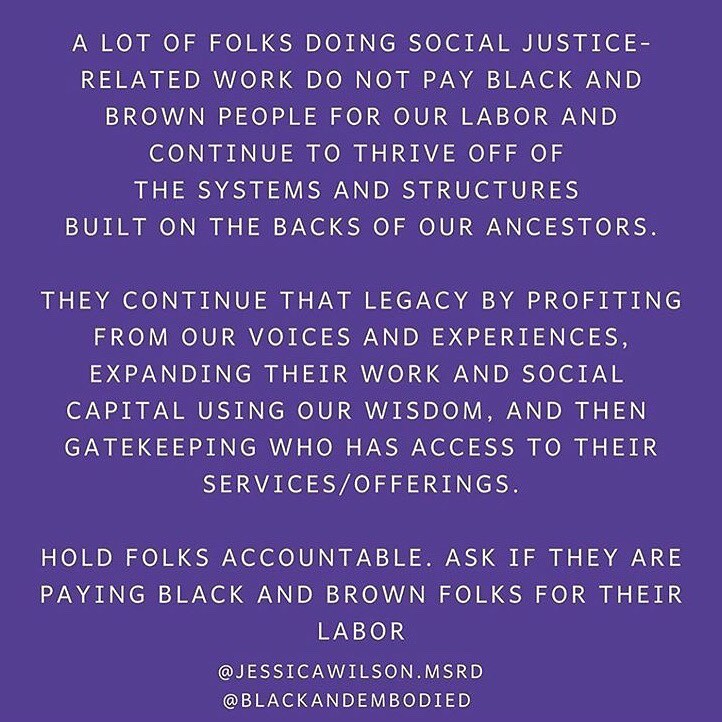 A LOT OF FOLKS DOING SOCIAL JUSTICE-
RELATED WORK DO NOT PAY BLACK AND
BROWN PEOPLE FOR OUR LABOR AND
CONTINUE TO THRIVE OFF OF
THE SYSTEMS AND STRUCTURES
BUILT ON THE BACKS OF OUR ANCESTORS.
THEY CONTINUE THAT LEGACY BY PROFITING
FROM OUR VOICES AND EXPERIENCES,
EXPANDING THEIR WORK AND SOCIAL
CAPITAL USING OUR WISDOM, AND THEN
GATEKEEPING WHO HAS ACCESS TO THEIR
SERVICES/OFFERINGS.
HOLD FOLKS ACCOUNTABLE. ASK IF THEY ARE
PAYING BLACK AND BROWN FOLKS FOR THEIR
LABOR
@JESSICAWILSON.MSRD
@BLACKANDEMBODIED